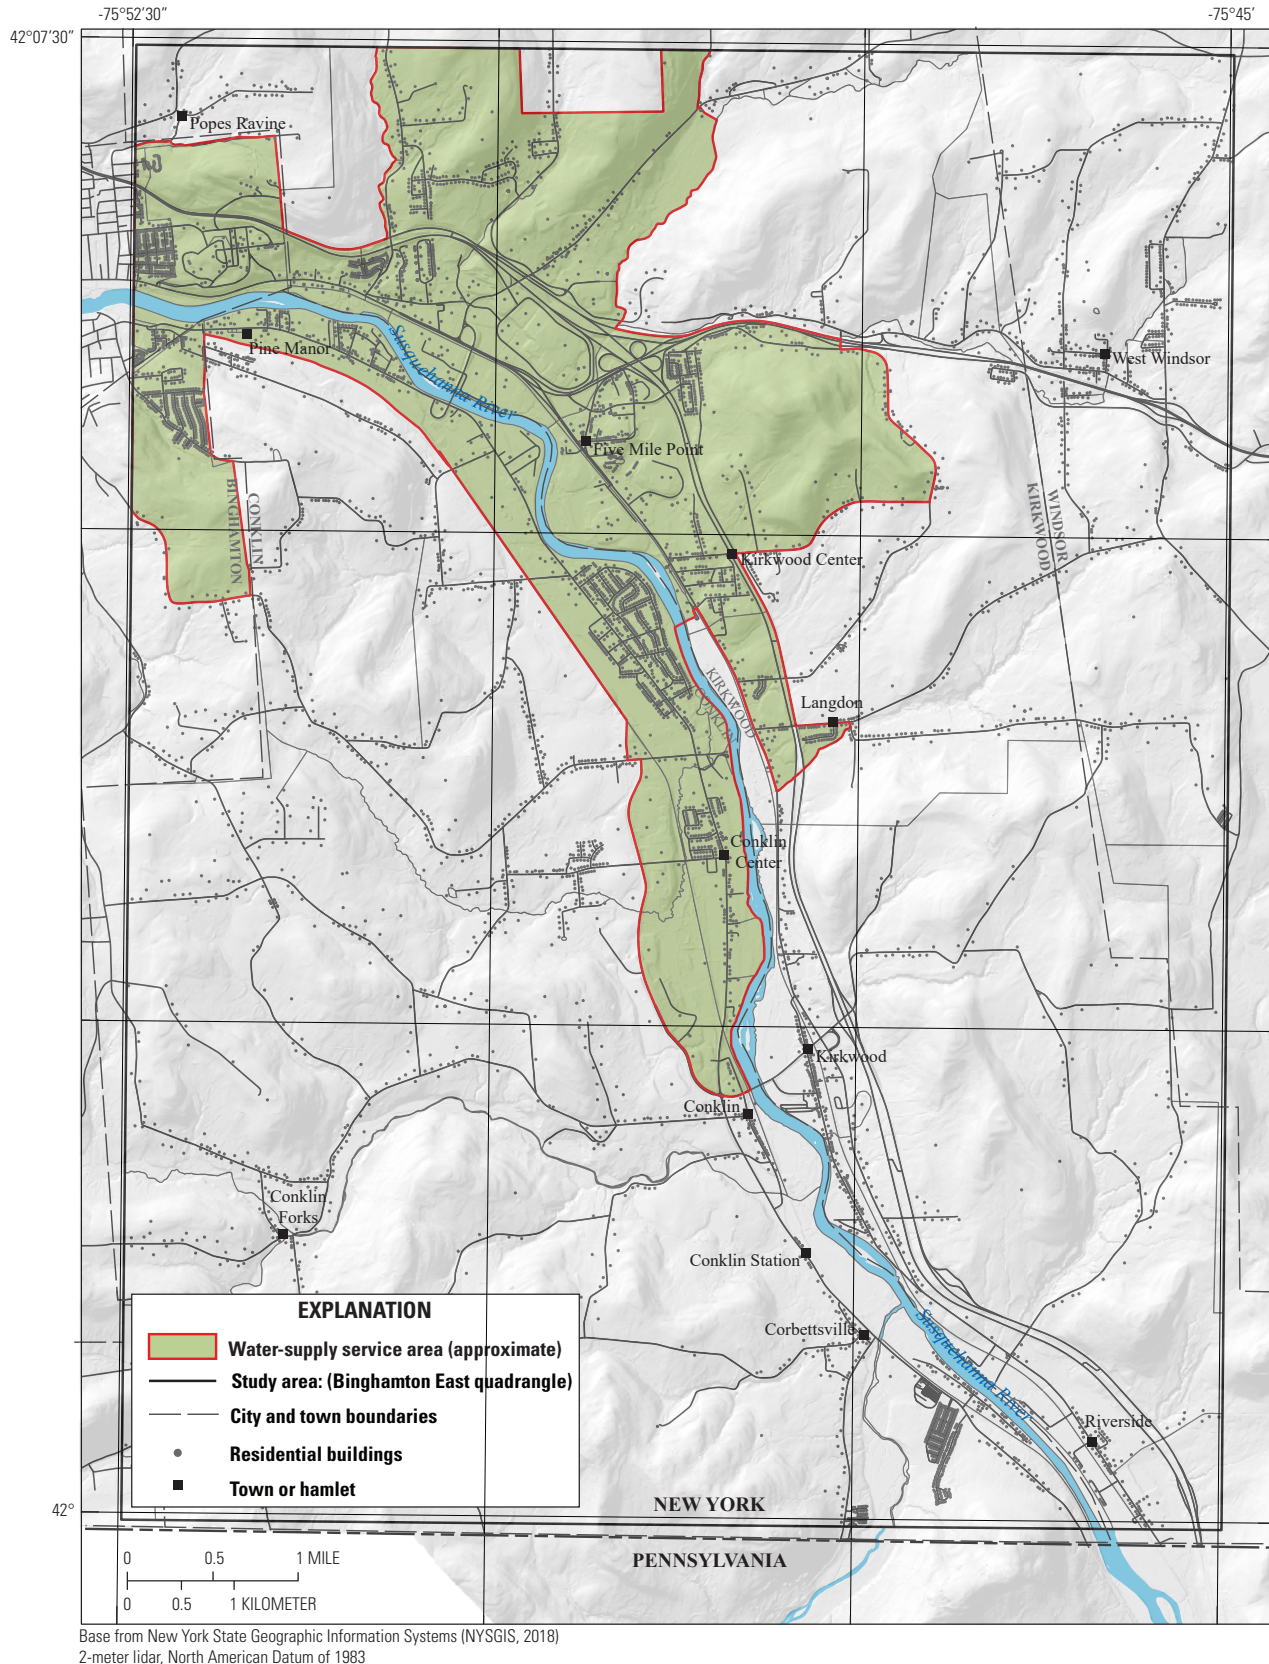 -75°52'30"
-75°45'
42°07'30"
Popes Ravine
Pine Manor
Susquehanna River
West Windsor
Five Mile Point
BINGHAMTON
CONKLIN
WINDSOR
KIRKWOOD
Kirkwood Center
KIRKWOOD
CONKLIN
Langdon
Conklin
Center
Kirkwood
Conklin
Conklin
Forks
Conklin Station
Corbettsville
Susquehanna River
Riverside
EXPLANATION
Water-supply service area (approximate)
Study area: (Binghamton East quadrangle)
City and town boundaries
Residential buildings
Town or hamlet
42°
NEW YORK
PENNSYLVANIA
0 0.5 1 MILE
0 0.5 1 KILOMETER
Base from New York State Geographic Information Systems (NYSGIS, 2018)
2-meter lidar, North American Datum of 1983